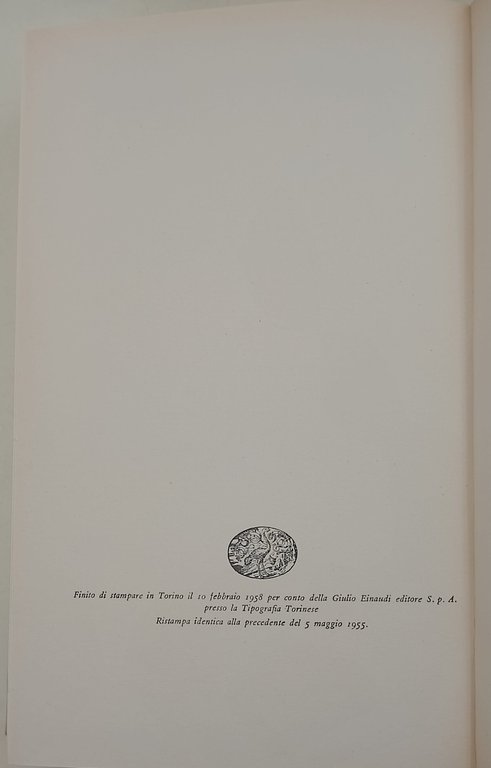 Finito di stampare in Torino il 10 febbraio 1958 per conto della Giulio Einaudi editore S. p. A.
presso la Tipografia Torinese
Ristampa identica alla precedente del 5 maggio 1955.